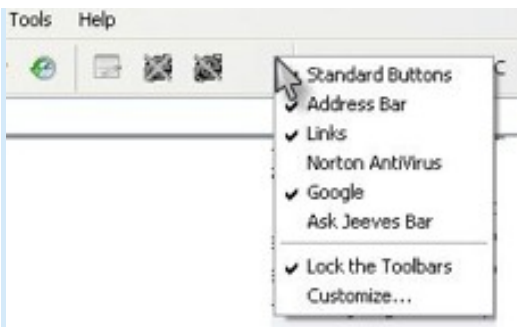 Tools Help
Standard Buttons
Address Bar
Links
Norton AntiVirus
Google
Ask Jeeves Bar
Lock the Toolbars
Customize...